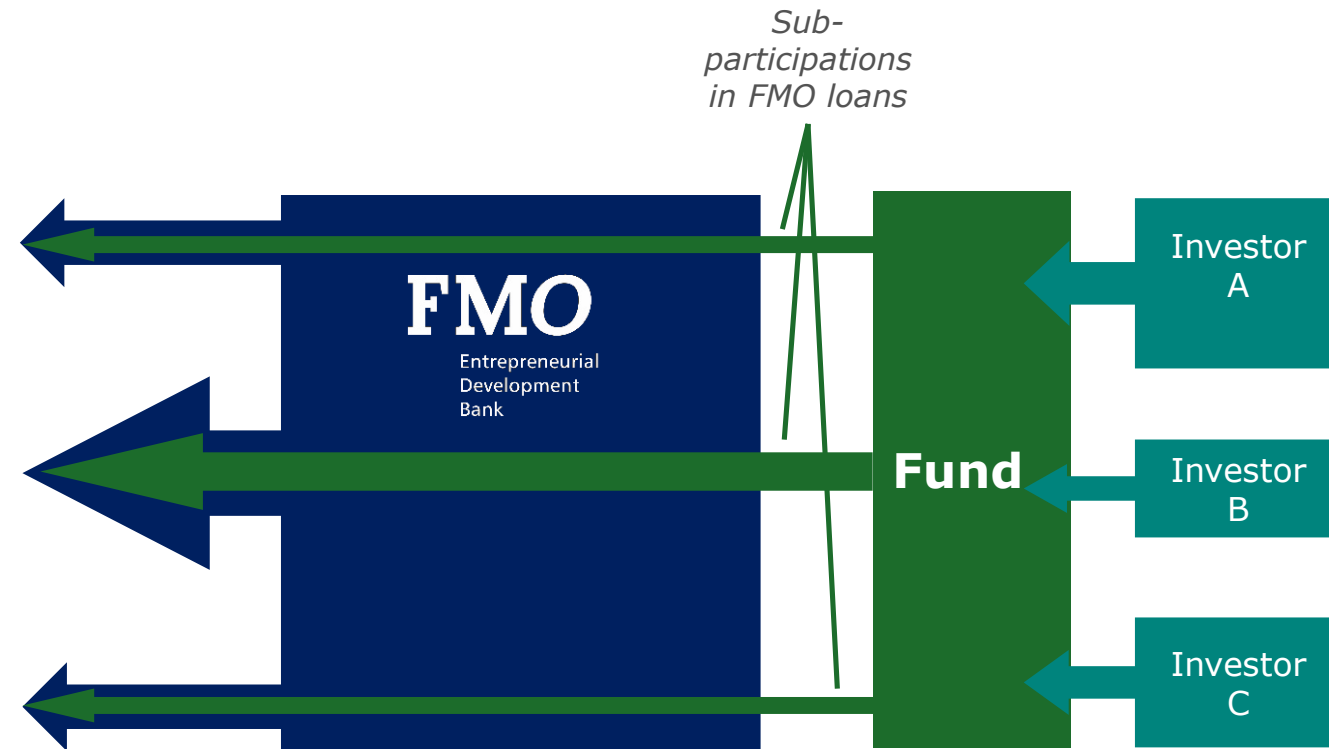 Sub-
participations
in FMO loans
FMO
Entrepreneurial
Development
Bank
Fund
Investor
A
Investor
B
Investor
C